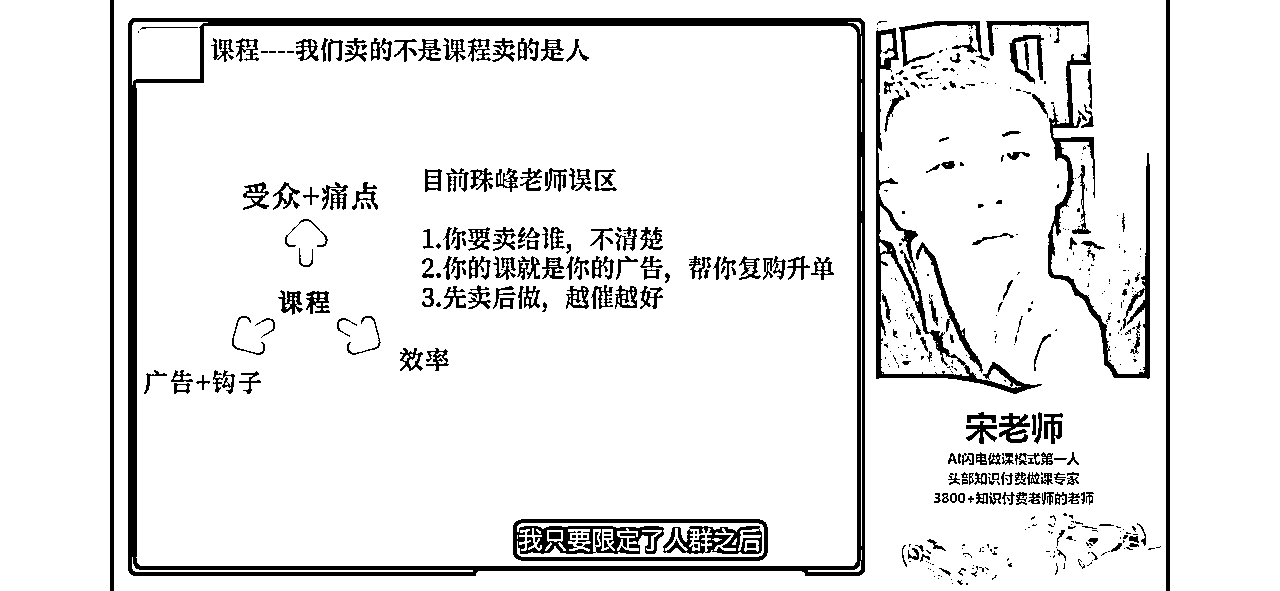 课程----我们卖的不是课程卖的是人
受众+痛点
课程
广告+钩子
效率
目前珠峰老师误区
1.你要卖给谁，不清楚
2.你的课就是你的广告，帮你复购升单
3.先卖后做，越催越好
我只要限定了人群之后
宋老师
AI闪电做课模式第一人
头部知识付费做课专家
3800+知识付费老师的老师